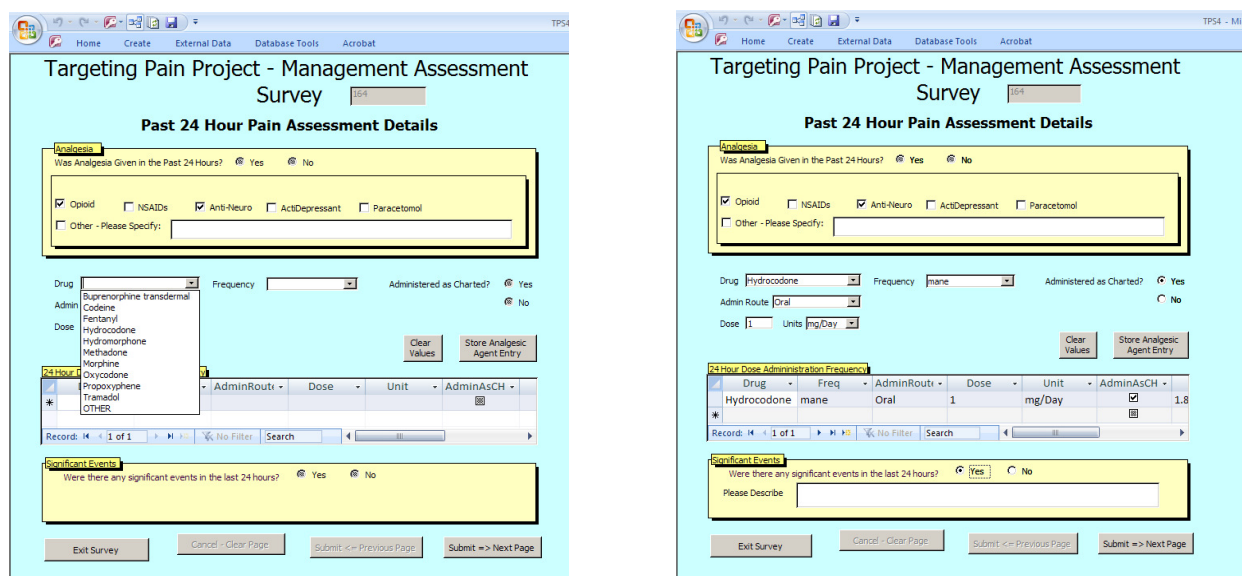 TPS4
Home Create External Data Database Tools Acrobat
Targeting Pain Project - Management Assessment
Survey 164
Past 24 Hour Pain Assessment Details
Analgesia
Was Analgesia Given in the Past 24 Hours? Yes No
Opioid NSAIDs Anti-Neuro ActiDepressant Paracetomol
Other - Please Specify:
Drug Frequency Administered as Charted? Yes
Buprenorphine transdermal
Admin No
Codeine
Fentanyl
Dose
Hydrocodone
Hydromorphone
Methadone
Morphine
Oxycodone
Propoxyphene
Tramadol
OTHER
Clear Values Store Analgesic Agent Entry
24 Hour
AdminRoute Dose Unit AdminAsCH
Record: 1 of 1 No Filter Search
Significant Events
Were there any significant events in the last 24 hours? Yes No
Exit Survey Cancel - Clear Page Submit <= Previous Page Submit => Next Page
TPS4 - Mi
Home Create External Data Database Tools Acrobat
Targeting Pain Project - Management Assessment
Survey 164
Past 24 Hour Pain Assessment Details
Analgesia
Was Analgesia Given in the Past 24 Hours? Yes No
Opioid NSAIDs Anti-Neuro ActiDepressant Paracetomol
Other - Please Specify:
Drug Hydrocodone Frequency mane Administered as Charted? Yes
Admin Route Oral No
Dose 1 Units mg/Day
Clear Values Store Analgesic Agent Entry
24 Hour Dose Admininistration Frequency
Drug Freq AdminRoute Dose Unit AdminAsCH
Hydrocodone mane Oral 1 mg/Day 1.8
Record: 1 of 1 No Filter Search
Significant Events
Were there any significant events in the last 24 hours? Yes No
Please Describe
Exit Survey Cancel - Clear Page Submit <= Previous Page Submit => Next Page